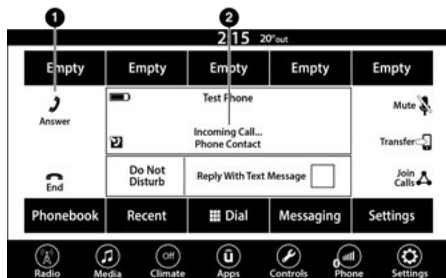 1
2
2 15 20°out
Empty Empty Empty Empty Empty
Answer
Test Phone
Mute
Incoming Call...
Phone Contact
Transfer
End
Do Not
Disturb
Reply With Text Message
Join
Calls
Phonebook Recent Dial Messaging Settings
Off
ū
Radio Media Climate Apps Controls Phone Settings